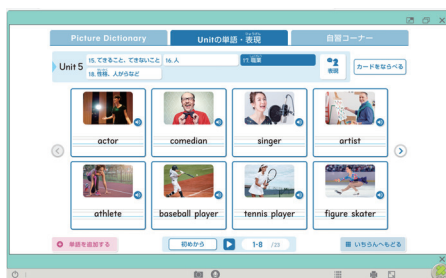 Picture Dictionary
Unitの単語・表現
自習コーナー
Unit 5
15. できること、できないこと
16. 人
17. 職業
18. 性格、人がらなど
表現
カードをならべる
actor
comedian
singer
artist
athlete
baseball player
tennis player
figure skater
単語を追加する
初めから
1-8 /23
いちらんへもどる